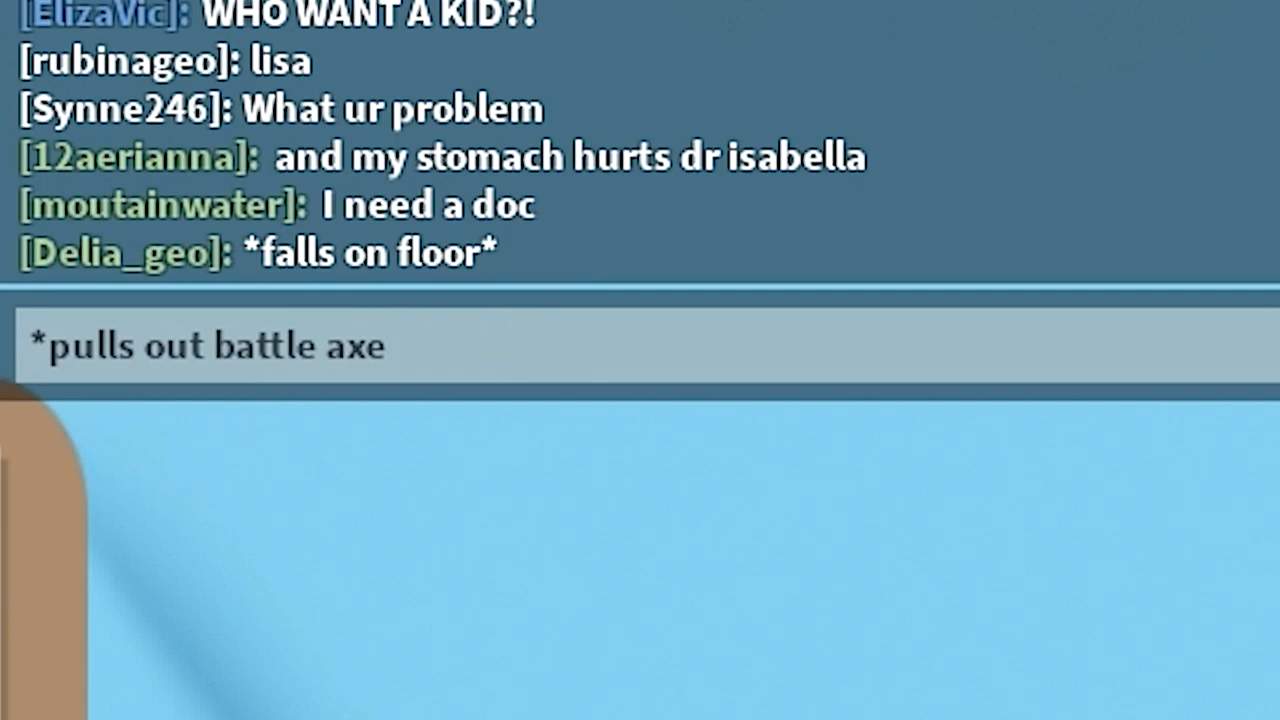 [ElizaVic]: WHO WANT A KID?!
[rubinageo]: lisa
[Synne246]: What ur problem
[12aerianna]: and my stomach hurts dr isabella
[moutainwater]: I need a doc
[Delia_geo]: *falls on floor*
*pulls out battle axe